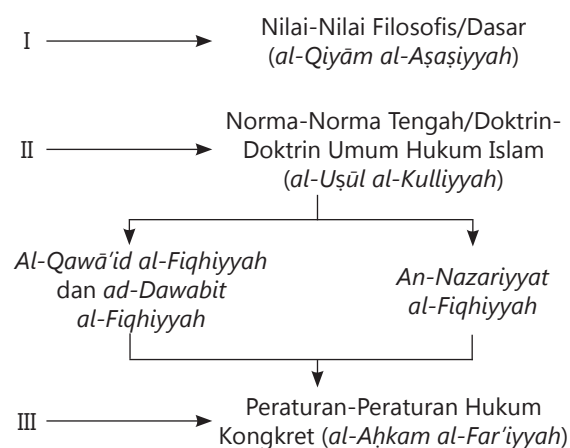 I
Nilai-Nilai Filosofis/Dasar
(al-Qiyām al-Aṣaṣiyyah)
II
Norma-Norma Tengah/Doktrin-
Doktrin Umum Hukum Islam
(al-Uṣūl al-Kulliyyah)
Al-Qawā'id al-Fiqhiyyah
dan ad-Dawabit
al-Fiqhiyyah
An-Nazariyyat
al-Fiqhiyyah
III
Peraturan-Peraturan Hukum
Kongkret (al-Aḥkam al-Far'iyyah)